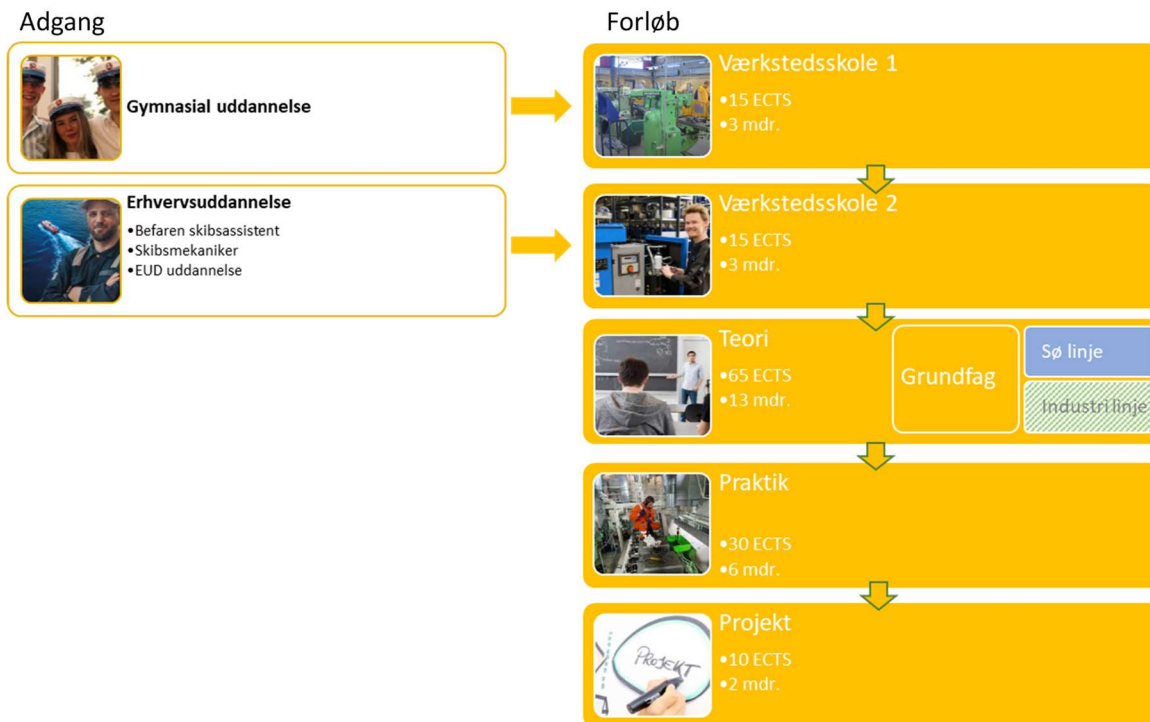 Adgang
Gymnasial uddannelse
Erhvervsuddannelse
•Befaren skibsassistent
•Skibsmekaniker
•EUD uddannelse
Forløb
Værkstedsskole 1
•15 ECTS
•3 mdr.
Værkstedsskole 2
•15 ECTS
•3 mdr.
Teori
•65 ECTS
•13 mdr.
Grundfag
Sø linje
Industri linje
Praktik
•30 ECTS
•6 mdr.
Projekt
•10 ECTS
•2 mdr.
PROJEKT